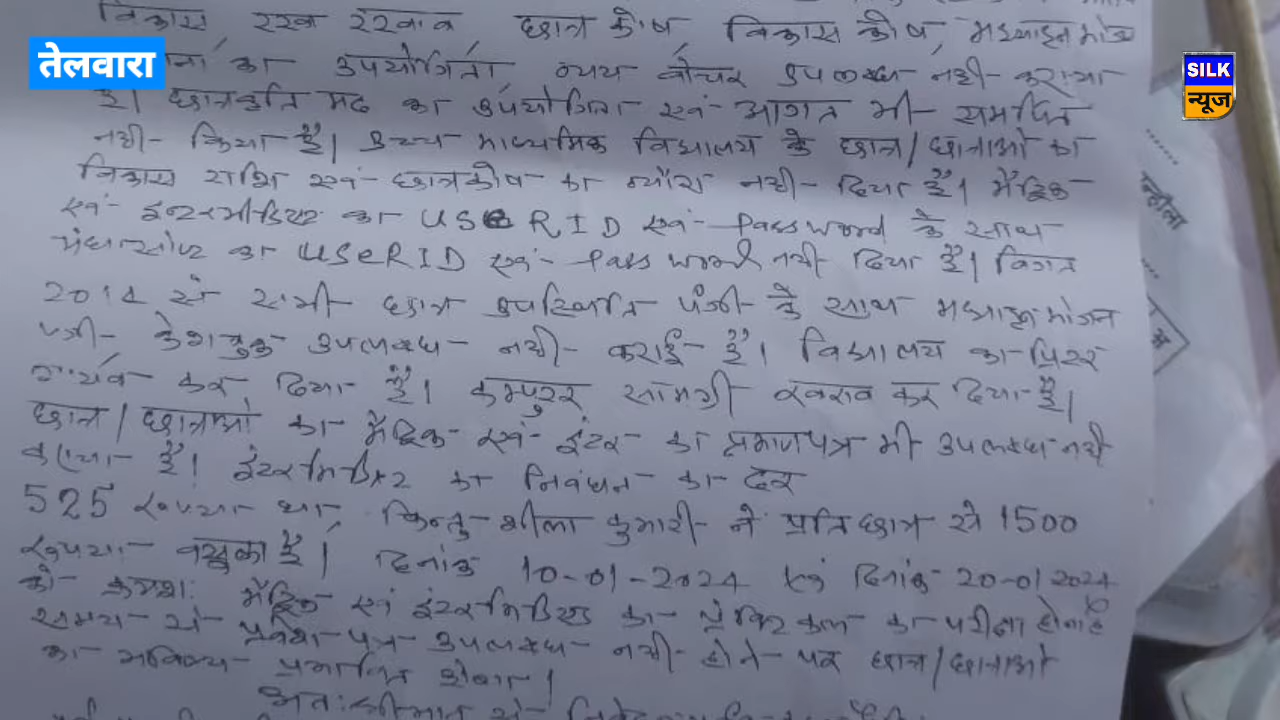 तेलवारा
SILK
न्यूज
विकास, रख रखाव, छात्र कोष, विकास कोष, मध्याह्न भोज
का उपयोगिता, व्यय वोचर उपलब्ध नही कराया
है। छात्रवृति मद का उपयोगिता एवं आगत भी समर्पित
नही किया है। उच्च माध्यमिक विद्यालय के छात्र/छात्राओं का
विकास राशि एवं छात्रकोष का ब्यौरा नही दिया है। मैट्रिक
एवं इन्टरमीडिएट का USERID एवं Password के साथ
का USERID एवं Password नही दिया है। विगत
2014 से सभी छात्र उपस्थिति पंजी के साथ मध्याह्न भोजन
पंजी, केशबुक उपलब्ध नही कराई है। विद्यालय का प्रिंटर
गायब कर दिया है। कम्प्युटर सामग्री खराब कर दिया है।
छात्र/छात्राओं का मैट्रिक एवं इंटर का प्रमाणपत्र भी उपलब्ध नही
कराया है। इंटरमिडिएट का निबंधन का दर
525 रूपया था, किन्तु शीला कुमारी ने प्रति छात्र से 1500
रूपया वसुला है। दिनांक 10-01-2024 एवं दिनांक 20-01 2024
को क्रमशः मैट्रिक एवं इंटरमिडिएट का प्रेक्टिकल का परीक्षा होना है
समय से प्रवेश पत्र उपलब्ध नही होने पर छात्र/छात्राओं
का भविष्य प्रभावित होगा।
अतः श्रीमान से
न्हीला